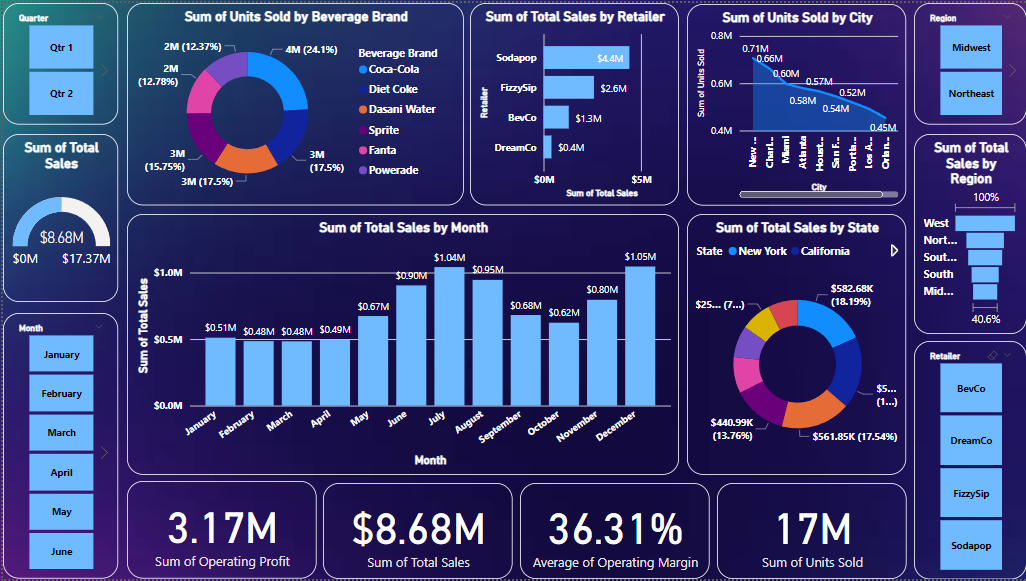 Quarter
Qtr 1
Qtr 2
Sum of Total
Sales
$8.68M
$0M
$17.37M
Month
January
February
March
April
May
June
Sum of Units Sold by Beverage Brand
2M (12.37%)
4M (24.1%)
2M
(12.78%)
3M
(15.75%)
3M (17.5%)
3M
(17.5%)
Beverage Brand
Coca-Cola
Diet Coke
Dasani Water
Sprite
Fanta
Powerade
Sum of Total Sales by Retailer
Retailer
Sodapop
$4.4M
FizzySip
$2.6M
BevCo
$1.3M
DreamCo
$0.4M
$0M
$5M
Sum of Total Sales
Sum of Units Sold by City
Sum of Units Sold
0.8M
0.6M
0.4M
0.71M
0.66M
0.60M
0.58M
0.57M
0.54M
0.52M
0.45M
New ...
Charl...
Miami
Atlanta
Houst...
San F...
Portla...
Los A...
Orlan...
City
Region
Midwest
Northeast
Sum of Total
Sales by
Region
100%
West
Nort...
Sout...
South
Mid...
40.6%
Sum of Total Sales by Month
Sum of Total Sales
$1.0M
$0.5M
$0.0M
$0.51M
$0.48M
$0.48M
$0.49M
$0.67M
$0.90M
$1.04M
$0.95M
$0.68M
$0.62M
$0.80M
$1.05M
January
February
March
April
May
June
July
August
September
October
November
December
Month
Sum of Total Sales by State
State
New York
California
$25... (7...)
$582.68K
(18.19%)
$5...
(1...)
$440.99K
(13.76%)
$561.85K (17.54%)
Retailer
BevCo
DreamCo
FizzySip
Sodapop
3.17M
Sum of Operating Profit
$8.68M
Sum of Total Sales
36.31%
Average of Operating Margin
17M
Sum of Units Sold